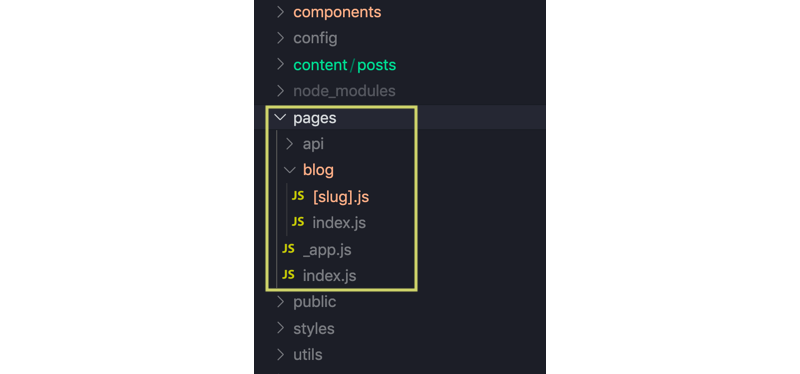 components
config
content/posts
node_modules
pages
api
blog
JS [slug].js
JS index.js
JS _app.js
JS index.js
public
styles
utils